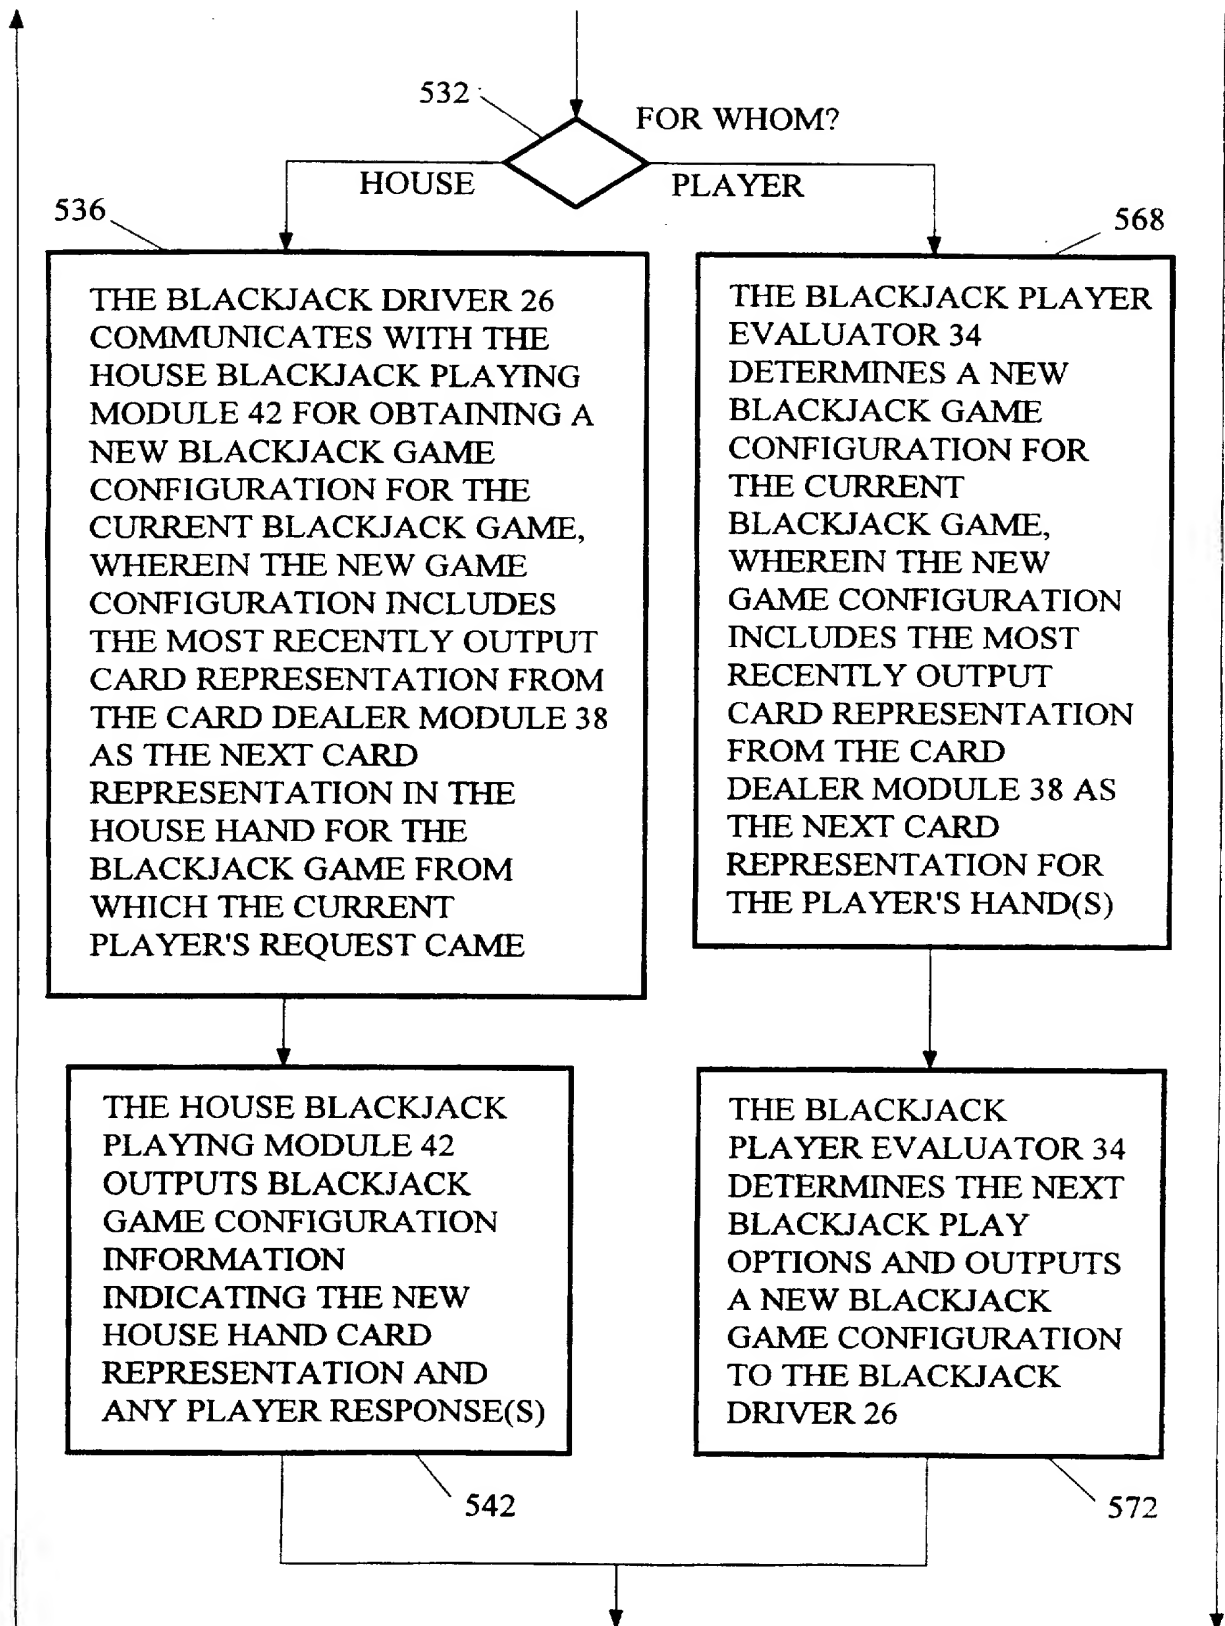 532
FOR WHOM?
HOUSE
PLAYER
536
568
THE BLACKJACK DRIVER 26
COMMUNICATES WITH THE
HOUSE BLACKJACK PLAYING
MODULE 42 FOR OBTAINING A
NEW BLACKJACK GAME
CONFIGURATION FOR THE
CURRENT BLACKJACK GAME,
WHEREIN THE NEW GAME
CONFIGURATION INCLUDES
THE MOST RECENTLY OUTPUT
CARD REPRESENTATION FROM
THE CARD DEALER MODULE 38
AS THE NEXT CARD
REPRESENTATION IN THE
HOUSE HAND FOR THE
BLACKJACK GAME FROM
WHICH THE CURRENT
PLAYER'S REQUEST CAME
THE BLACKJACK PLAYER
EVALUATOR 34
DETERMINES A NEW
BLACKJACK GAME
CONFIGURATION FOR
THE CURRENT
BLACKJACK GAME,
WHEREIN THE NEW
GAME CONFIGURATION
INCLUDES THE MOST
RECENTLY OUTPUT
CARD REPRESENTATION
FROM THE CARD
DEALER MODULE 38 AS
THE NEXT CARD
REPRESENTATION FOR
THE PLAYER'S HAND(S)
THE HOUSE BLACKJACK
PLAYING MODULE 42
OUTPUTS BLACKJACK
GAME CONFIGURATION
INFORMATION
INDICATING THE NEW
HOUSE HAND CARD
REPRESENTATION AND
ANY PLAYER RESPONSE(S)
THE BLACKJACK
PLAYER EVALUATOR 34
DETERMINES THE NEXT
BLACKJACK PLAY
OPTIONS AND OUTPUTS
A NEW BLACKJACK
GAME CONFIGURATION
TO THE BLACKJACK
DRIVER 26
542
572